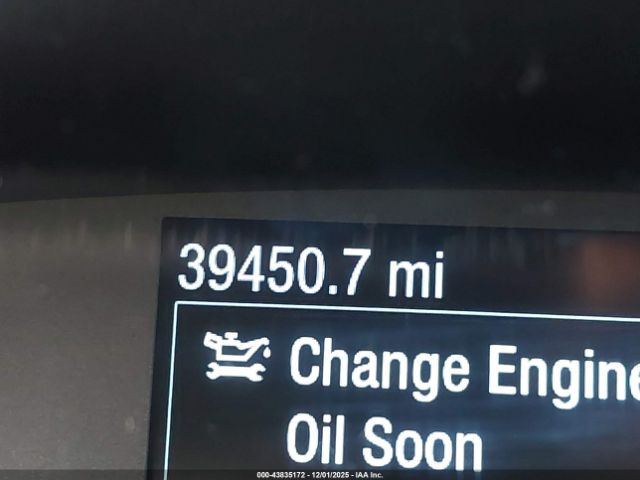 39450.7 mi
Change Engine
Oil Soon
000-43835172 - 12/01/2025 - IAA Inc.